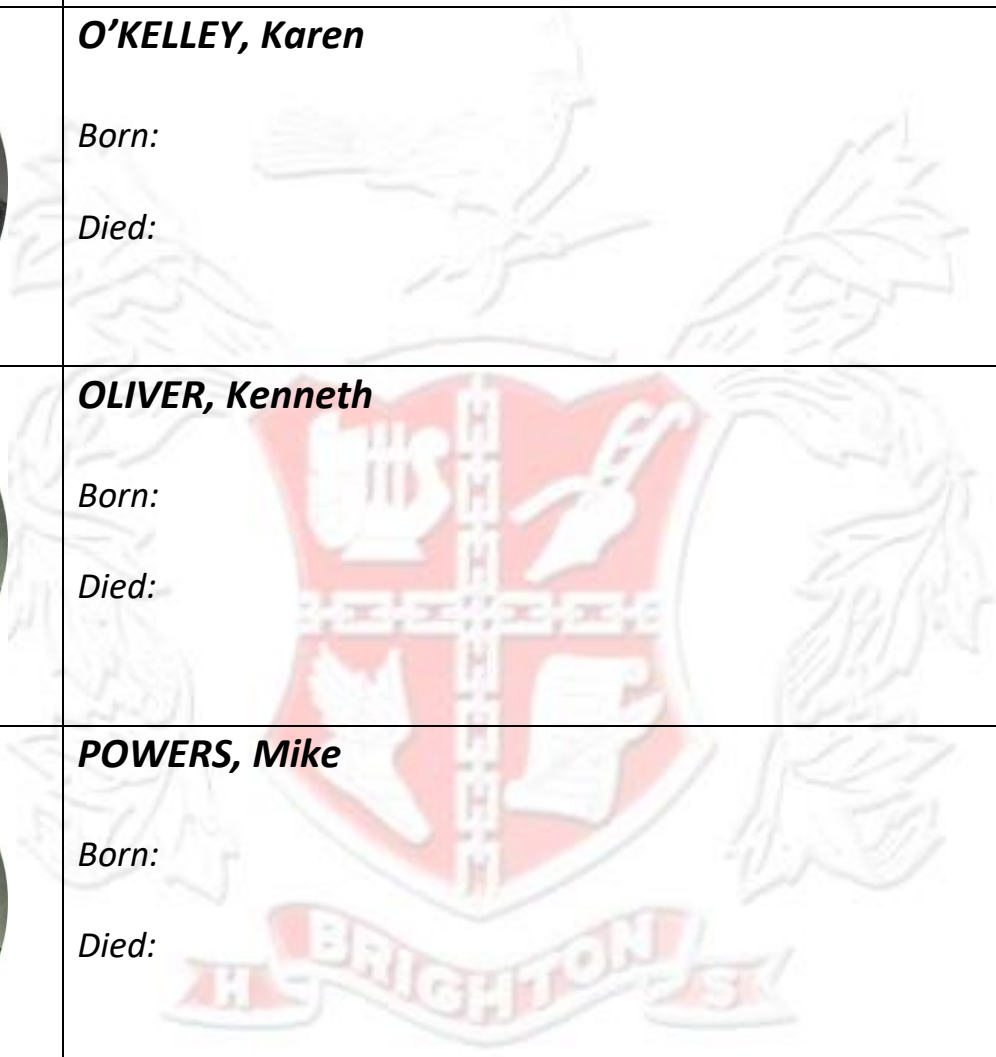 O’KELLEY, Karen
Born:
Died:
OLIVER, Kenneth
Born:
Died:
POWERS, Mike
Born:
Died:
H BRIGHTON S